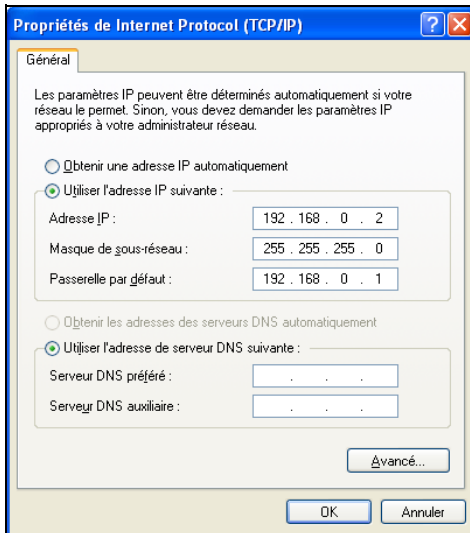 Propriétés de Internet Protocol (TCP/IP)
Général
Les paramètres IP peuvent être déterminés automatiquement si votre
réseau le permet. Sinon, vous devez demander les paramètres IP
appropriés à votre administrateur réseau.
Obtenir une adresse IP automatiquement
Utiliser l'adresse IP suivante :
Adresse IP : 192 . 168 . 0 . 2
Masque de sous-réseau : 255 . 255 . 255 . 0
Passerelle par défaut : 192 . 168 . 0 . 1
Obtenir les adresses des serveurs DNS automatiquement
Utiliser l'adresse de serveur DNS suivante :
Serveur DNS préféré : . . .
Serveur DNS auxiliaire : . . .
Avancé...
OK Annuler